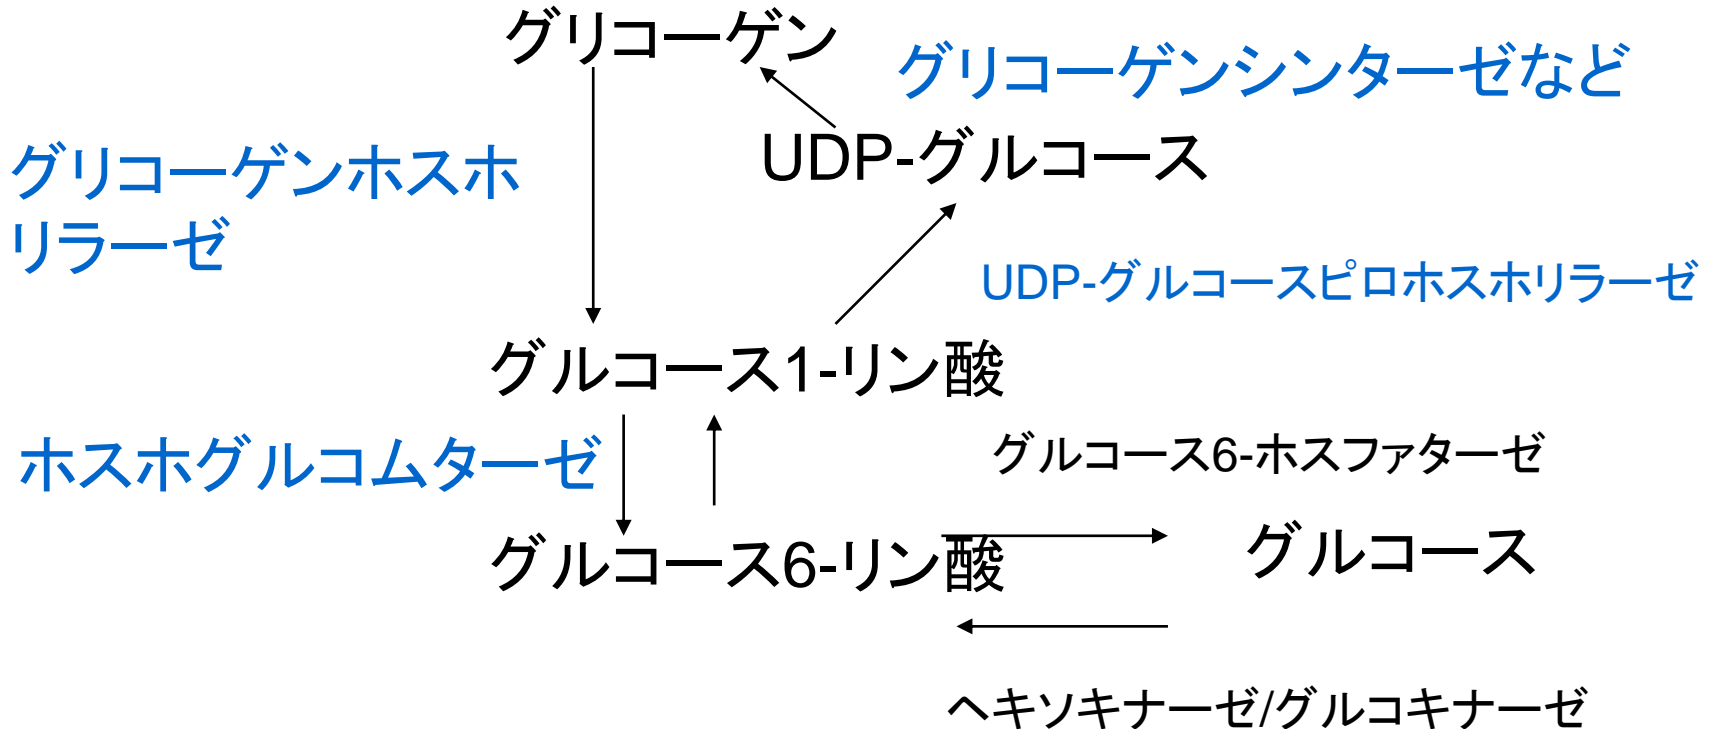 グリコーゲン
グリコーゲンシンターゼなど
UDP-グルコース
グリコーゲンホスホ
リラーゼ
UDP-グルコースピロホスホリラーゼ
グルコース1-リン酸
ホスホグルコムターゼ
グルコース6-ホスファターゼ
グルコース6-リン酸
グルコース
ヘキソキナーゼ/グルコキナーゼ